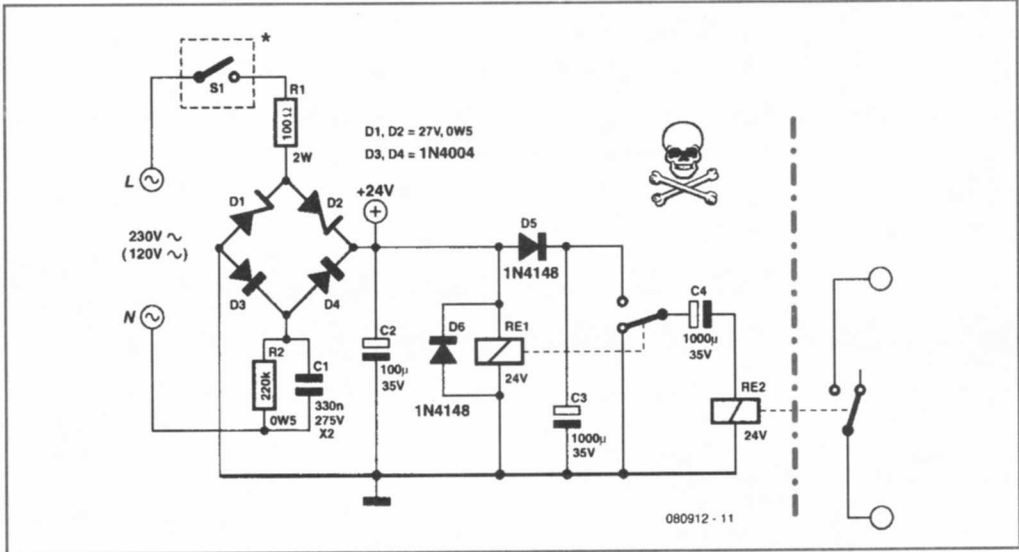 *
S1
R1
100Ω
2W
D1, D2 = 27V, 0W5
D3, D4 = 1N4004
L
+24V
D1
D2
D5
230V ~
(120V ~)
1N4148
C4
D3
D4
N
C2
D6
RE1
1000µ
35V
R2
C1
100µ
35V
24V
RE2
220k
330n
275V
X2
0W5
1N4148
C3
1000µ
35V
24V
080912 - 11